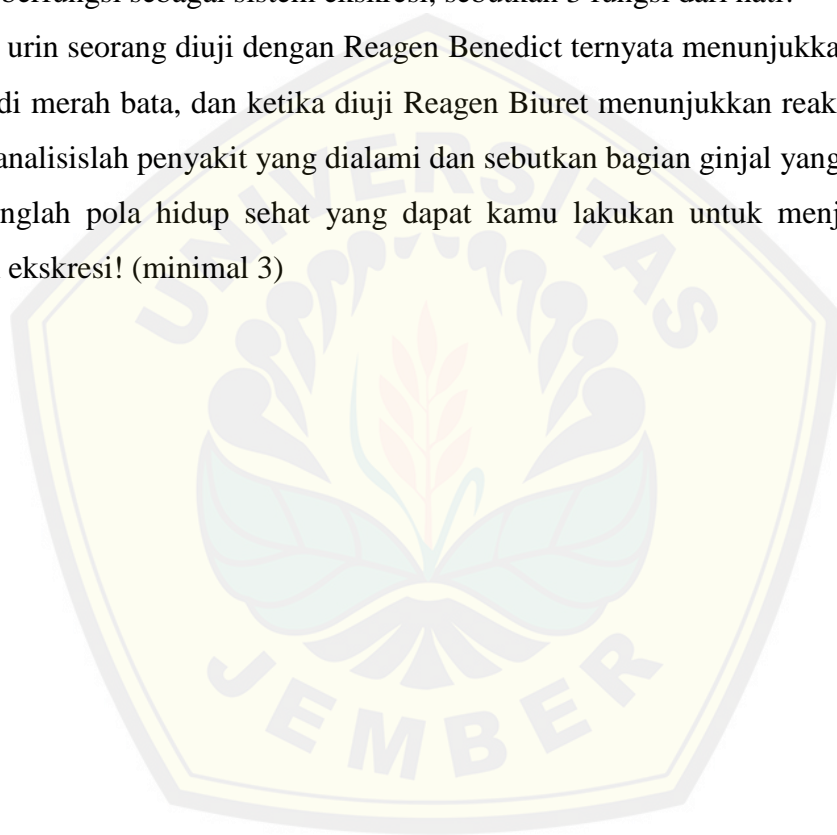 berfungsi sebagai sistem ekskresi, sebutkan 3 fungsi dari hati!
urin seorang diuji dengan Reagen Benedict ternyata menunjukka
di merah bata, dan ketika diuji Reagen Biuret menunjukkan reak
analisislah penyakit yang dialami dan sebutkan bagian ginjal yang
nglah pola hidup sehat yang dapat kamu lakukan untuk menj
ekskresi! (minimal 3)
UNIVERSITAS
JEMBER